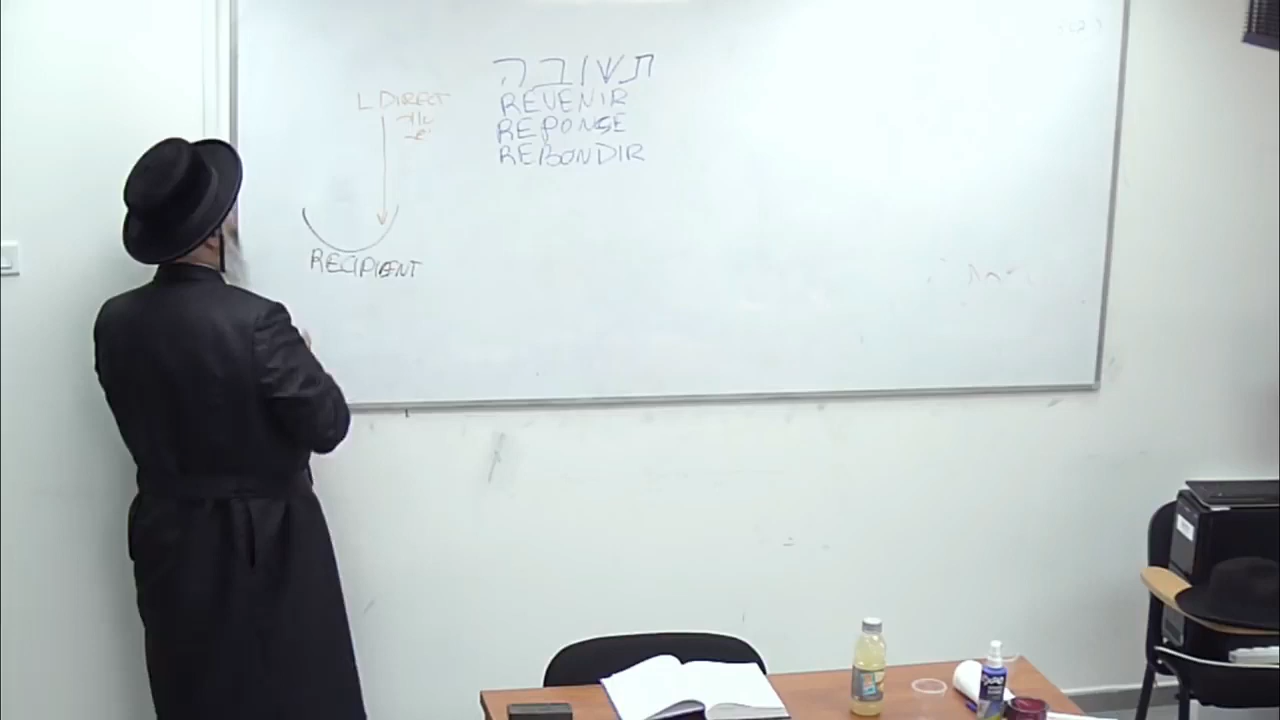 תשובה
REVENIR
REPONSE
REBONDIR
L DIRECT
RECIPIENT